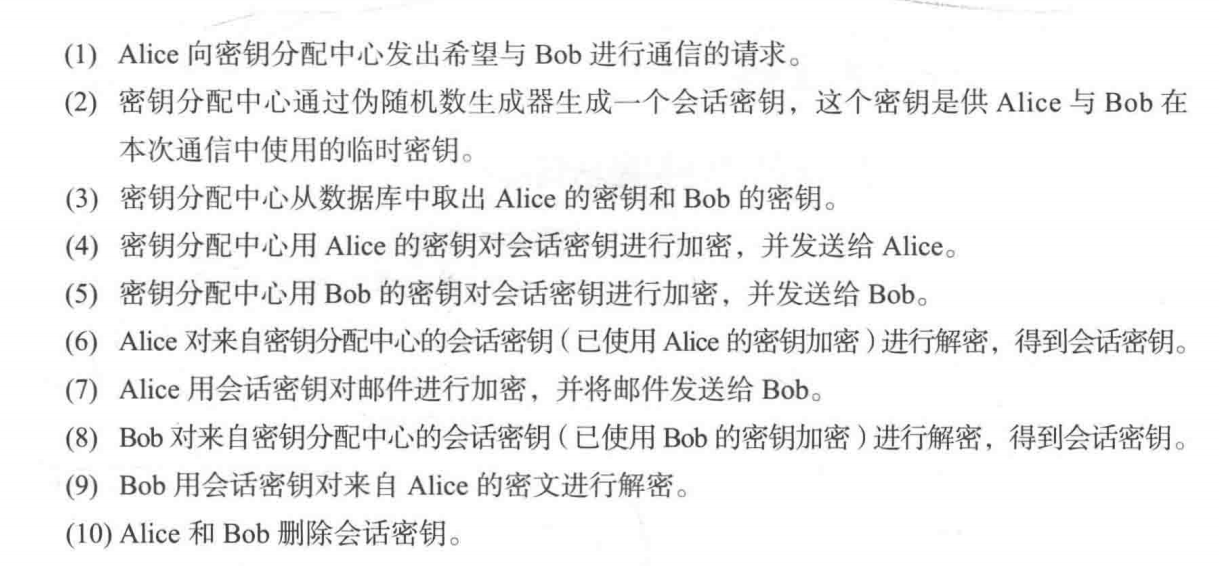 (1) Alice 向密钥分配中心发出希望与 Bob 进行通信的请求。
(2) 密钥分配中心通过伪随机数生成器生成一个会话密钥，这个密钥是供 Alice 与 Bob 在
本次通信中使用的临时密钥。
(3) 密钥分配中心从数据库中取出 Alice 的密钥和 Bob 的密钥。
(4) 密钥分配中心用 Alice 的密钥对会话密钥进行加密，并发送给 Alice。
(5) 密钥分配中心用 Bob 的密钥对会话密钥进行加密，并发送给 Bob。
(6) Alice 对来自密钥分配中心的会话密钥（已使用 Alice 的密钥加密）进行解密，得到会话密钥。
(7) Alice 用会话密钥对邮件进行加密，并将邮件发送给 Bob。
(8) Bob 对来自密钥分配中心的会话密钥（已使用 Bob 的密钥加密）进行解密，得到会话密钥。
(9) Bob 用会话密钥对来自 Alice 的密文进行解密。
(10) Alice 和 Bob 删除会话密钥。